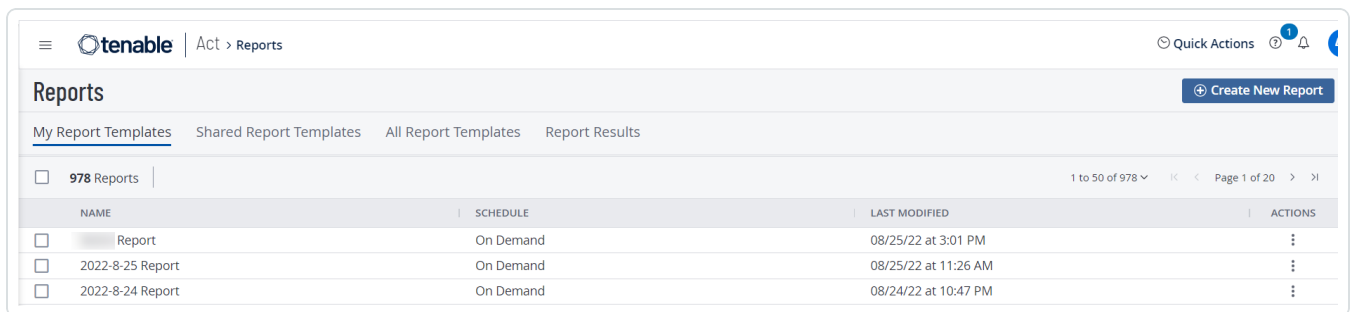 tenable Act > Reports Quick Actions 1
Reports Create New Report
My Report Templates Shared Report Templates All Report Templates Report Results
978 Reports 1 to 50 of 978 Page 1 of 20
NAME SCHEDULE LAST MODIFIED ACTIONS
Report On Demand 08/25/22 at 3:01 PM
2022-8-25 Report On Demand 08/25/22 at 11:26 AM
2022-8-24 Report On Demand 08/24/22 at 10:47 PM